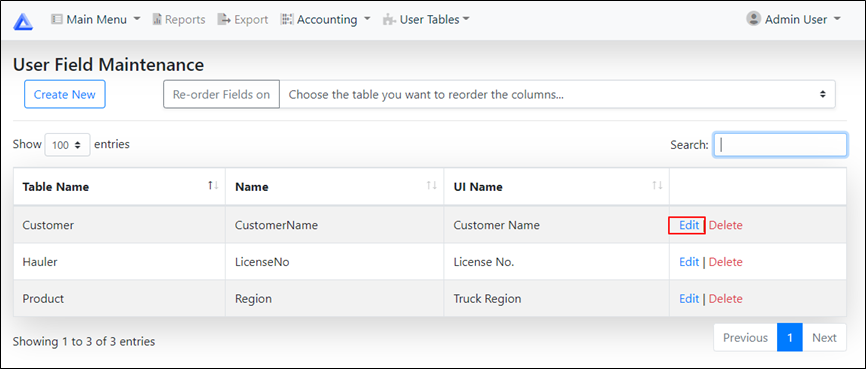 Main Menu Reports Export Accounting User Tables Admin User
User Field Maintenance
Create New Re-order Fields on Choose the table you want to reorder the columns...
Show 100 entries Search:
Table Name Name UI Name
Customer CustomerName Customer Name Edit Delete
Hauler LicenseNo License No. Edit | Delete
Product Region Truck Region Edit | Delete
Showing 1 to 3 of 3 entries Previous 1 Next